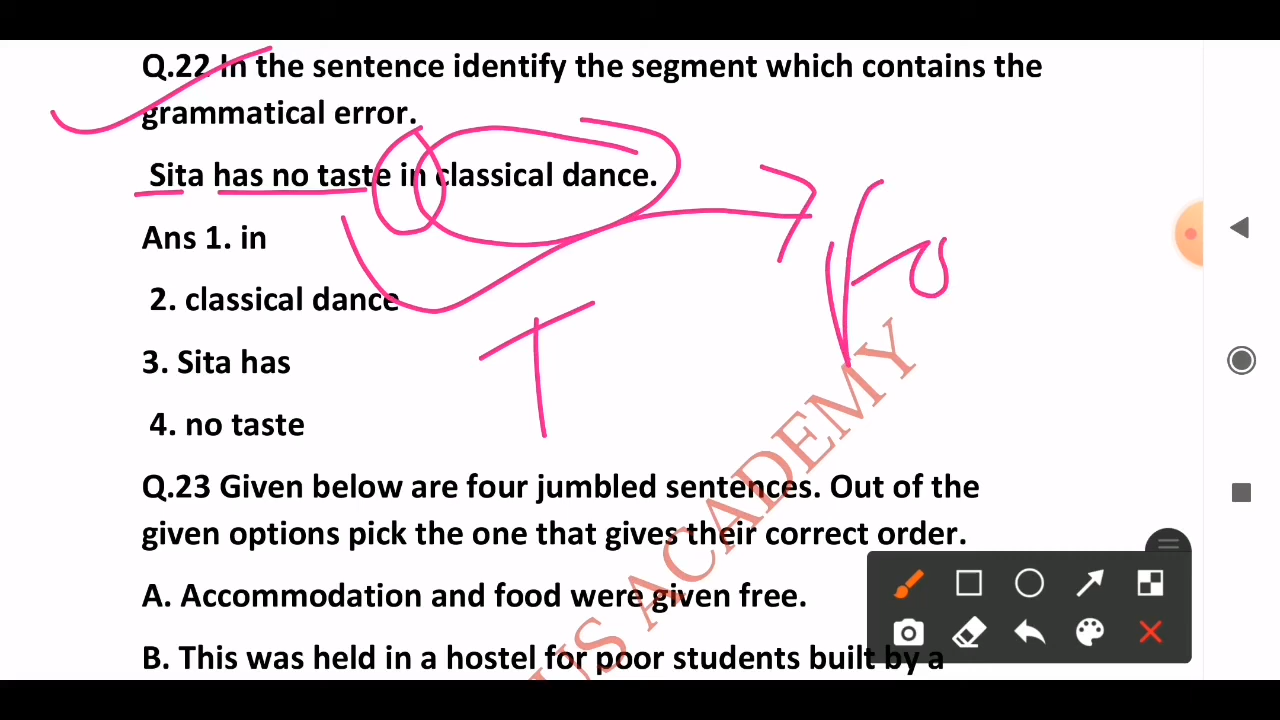 Q.22 In the sentence identify the segment which contains the
grammatical error.
Sita has no taste in classical dance.
Ans 1. in
2. classical dance
3. Sita has
4. no taste
T
Q.23 Given below are four jumbled sentences. Out of the
given options pick the one that gives their correct order.
A. Accommodation and food were given free.
B. This was held in a hostel for poor students built by a
US ACADEMY